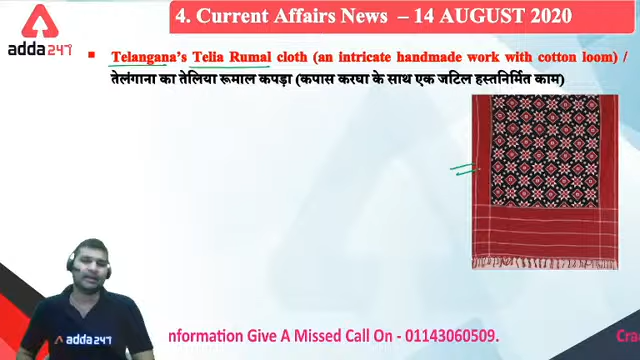 4. Current Affairs News – 14 AUGUST 2020
adda247
Telangana's Telia Rumal cloth (an intricate handmade work with cotton loom) /
तेलंगाना का तेलिया रूमाल कपड़ा (कपास करघा के साथ एक जटिल हस्तनिर्मित काम)
adda247
nformation Give A Missed Call On - 01143060509.
Cra